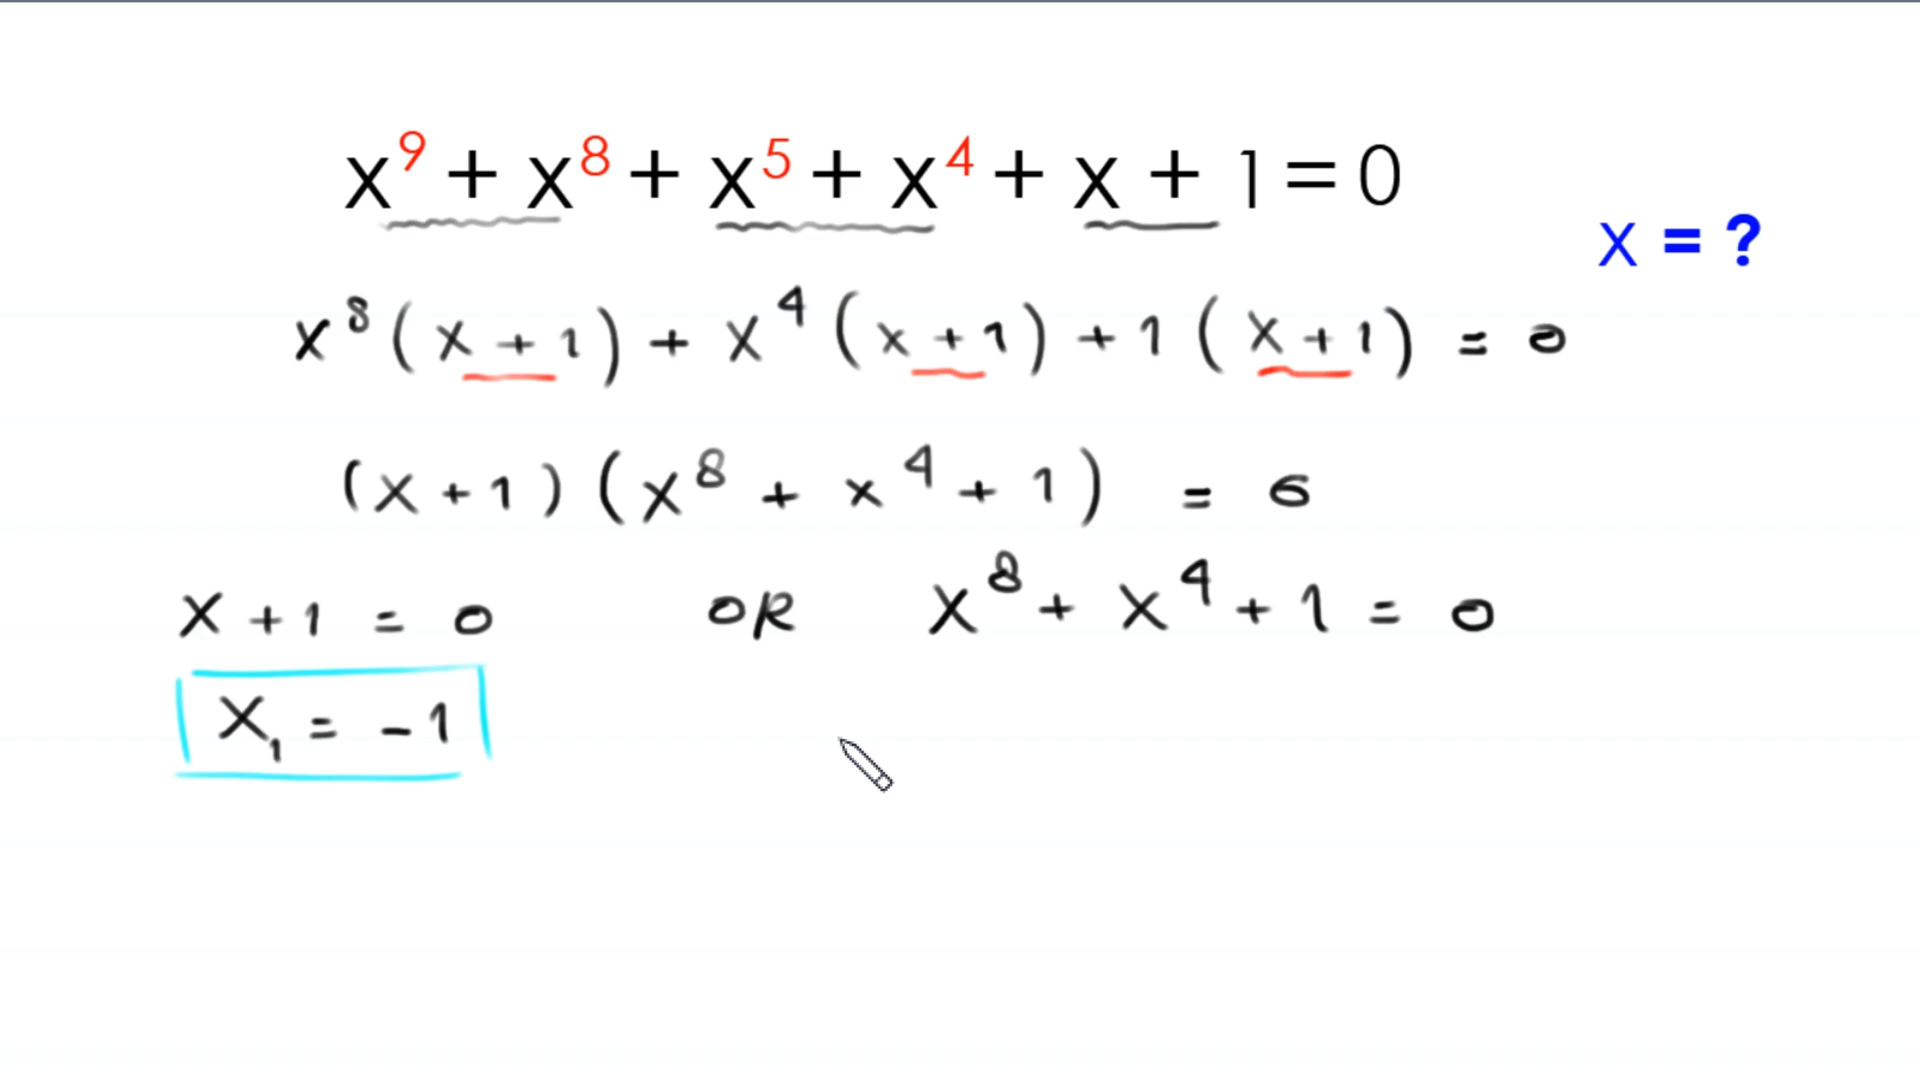 x⁹ + x⁸ + x⁵ + x⁴ + x + 1 = 0
x = ?
x⁸ (x + 1) + x⁴ (x + 1) + 1 (x + 1) = 0
(x + 1) (x⁸ + x⁴ + 1) = 0
x + 1 = 0 OR x⁸ + x⁴ + 1 = 0
x₁ = -1